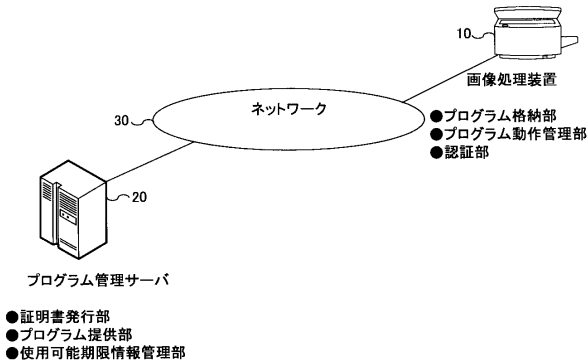 10
画像処理装置
ネットワーク
30
●プログラム格納部
●プログラム動作管理部
●認証部
20
プログラム管理サーバ
●証明書発行部
●プログラム提供部
●使用可能期限情報管理部